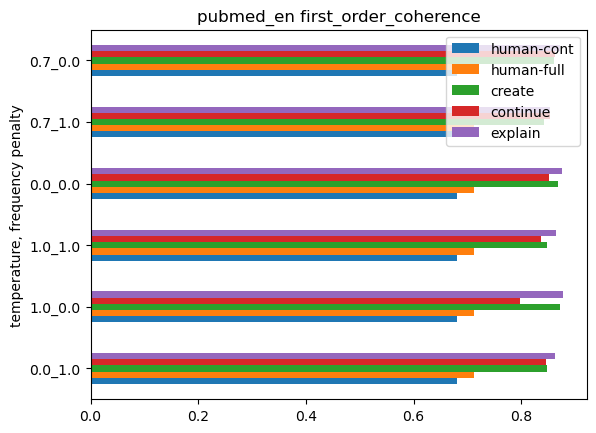 pubmed_en first_order_coherence
temperature, frequency penalty
0.7_0.0
0.7_1.0
0.0_0.0
1.0_1.0
1.0_0.0
0.0_1.0
human-cont
human-full
create
continue
explain
0.0
0.2
0.4
0.6
0.8